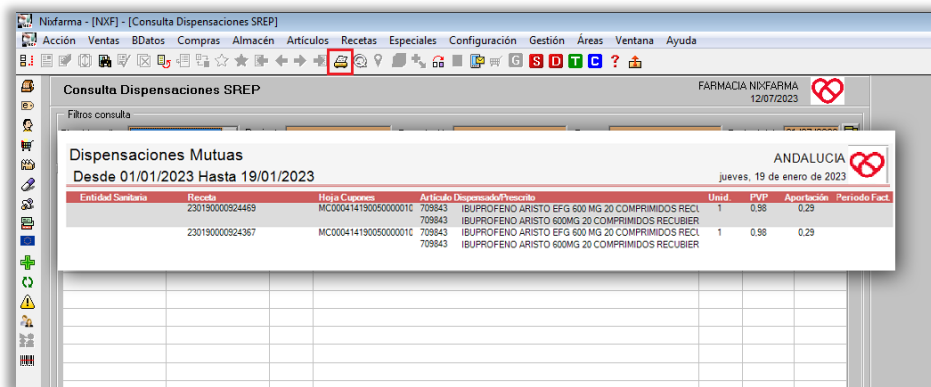 Nixfarma - [NXF] - [Consulta Dispensaciones SREP]
Acción Ventas BDatos Compras Almacén Artículos Recetas Especiales Configuración Gestión Áreas Ventana Ayuda
G S D T C ?
Consulta Dispensaciones SREP
FARMACIA NIXFARMA
12/07/2023
Filtros consulta
Dispensaciones Mutuas
ANDALUCIA
Desde 01/01/2023 Hasta 19/01/2023
jueves, 19 de enero de 2023
Entidad Sanitaria Receta Hoja Cupones Artículo Dispensado/Prescrito Unid. PVP Aportación Periodo Fact.
230190000924469 MC000414190050000010 709843 IBUPROFENO ARISTO EFG 600 MG 20 COMPRIMIDOS RECU 1 0,98 0,29
709843 IBUPROFENO ARISTO 600MG 20 COMPRIMIDOS RECUBIER
230190000924367 MC000414190050000010 709843 IBUPROFENO ARISTO EFG 600 MG 20 COMPRIMIDOS RECU 1 0,98 0,29
709843 IBUPROFENO ARISTO 600MG 20 COMPRIMIDOS RECUBIER